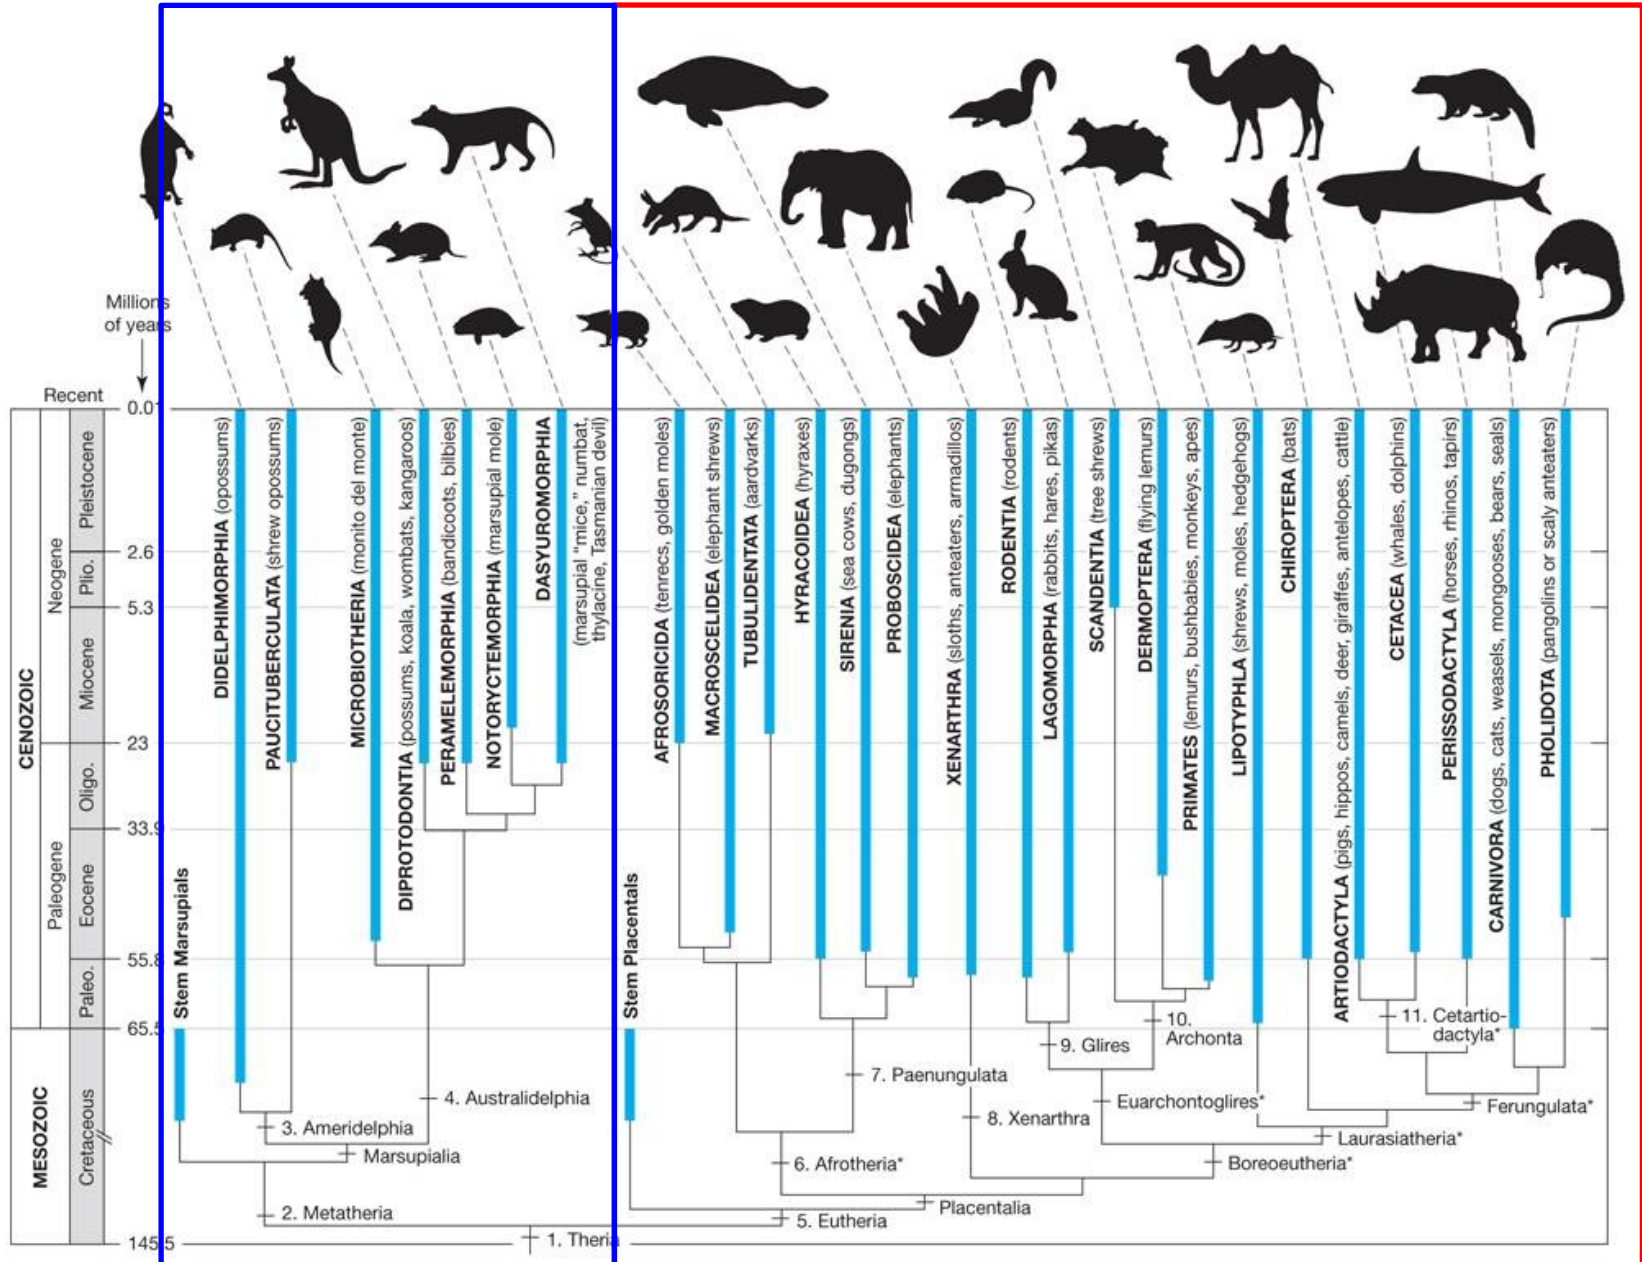 Millions
of years
Recent
0.01
2.6
5.3
23
33.9
55.8
65.5
145.5
CENOZOIC
MESOZOIC
Neogene
Paleogene
Pleistocene
Plio.
Miocene
Oligo.
Eocene
Paleo.
Cretaceous
Stem Marsupials
DIDELPHIMORPHIA (opossums)
PAUCITUBERCULATA (shrew opossums)
MICROBIOTHERIA (monito del monte)
DIPROTODONTIA (possums, koala, wombats, kangaroos)
PERAMELEMORPHIA (bandicoots, bilbies)
NOTORYCTEMORPHIA (marsupial mole)
DASYUROMORPHIA
(marsupial "mice," numbat,
thylacine, Tasmanian devil)
Stem Placentals
AFROSORICIDA (tenrecs, golden moles)
MACROSCELIDEA (elephant shrews)
TUBULIDENTATA (aardvarks)
HYRACOIDEA (hyraxes)
SIRENIA (sea cows, dugongs)
PROBOSCIDEA (elephants)
XENARTHRA (sloths, anteaters, armadillos)
RODENTIA (rodents)
LAGOMORPHA (rabbits, hares, pikas)
SCANDENTIA (tree shrews)
DERMOPTERA (flying lemurs)
PRIMATES (lemurs, bushbabies, monkeys, apes)
LIPOTYPHLA (shrews, moles, hedgehogs)
CHIROPTERA (bats)
ARTIODACTYLA (pigs, hippos, camels, deer, giraffes, antelopes, cattle)
CETACEA (whales, dolphins)
PERISSODACTYLA (horses, rhinos, tapirs)
CARNIVORA (dogs, cats, weasels, mongooses, bears, seals)
PHOLIDOTA (pangolins or scaly anteaters)
10.
Archonta
11. Cetartio-
dactyla*
9. Glires
7. Paenungulata
4. Australidelphia
Euarchontoglires*
Ferungulata*
8. Xenarthra
3. Ameridelphia
Laurasiatheria*
Marsupialia
6. Afrotheria*
Boreoeutheria*
Placentalia
2. Metatheria
5. Eutheria
1. Theria